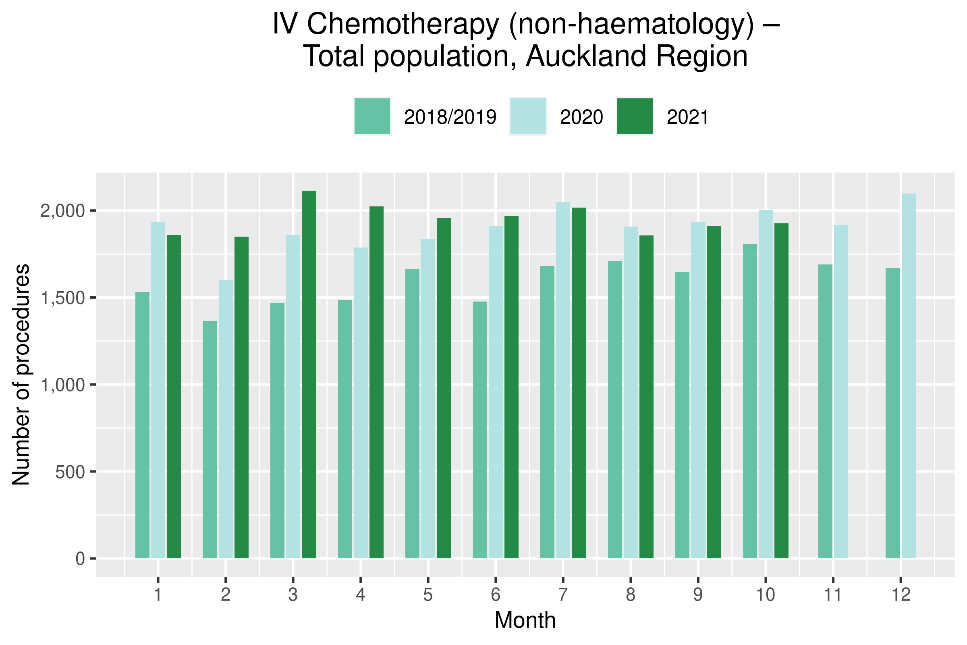 IV Chemotherapy (non-haematology) –
Total population, Auckland Region
2018/2019 2020 2021
Number of procedures
2,000
1,500
1,000
500
0
1 2 3 4 5 6 7 8 9 10 11 12
Month